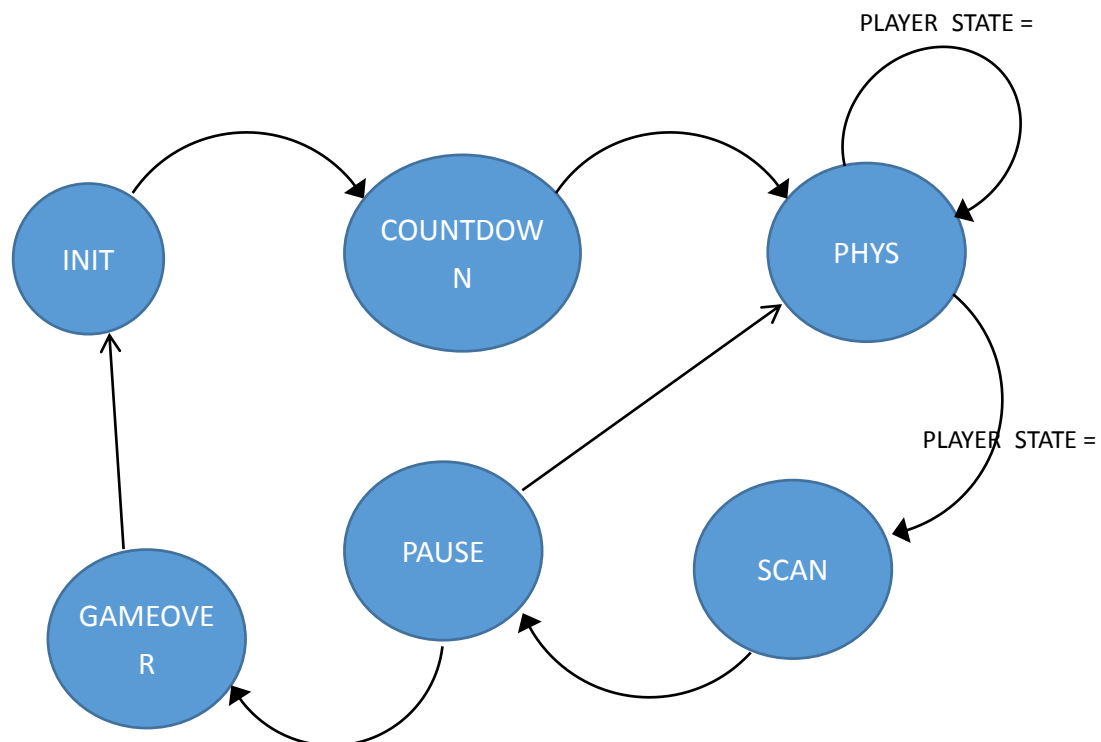 PLAYER STATE =
INIT
COUNTDOW
N
PHYS
PLAYER STATE =
PAUSE
SCAN
GAMEOVE
R